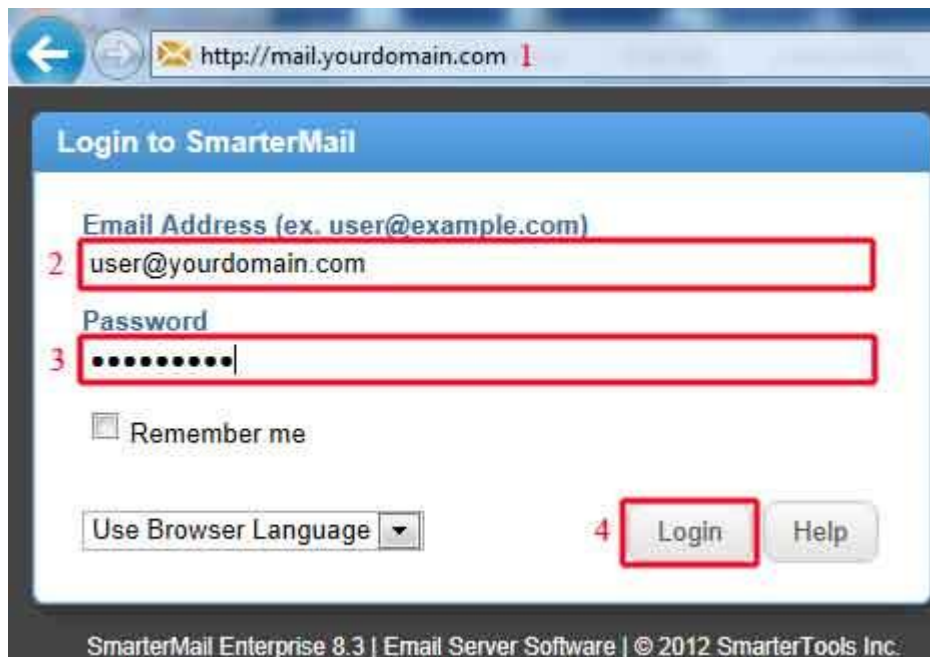 http://mail.yourdomain.com 1
Login to SmarterMail
Email Address (ex. user@example.com)
2 user@yourdomain.com
Password
3 •••••••••
Remember me
Use Browser Language 4 Login Help
SmarterMail Enterprise 8.3 | Email Server Software | © 2012 SmarterTools Inc.